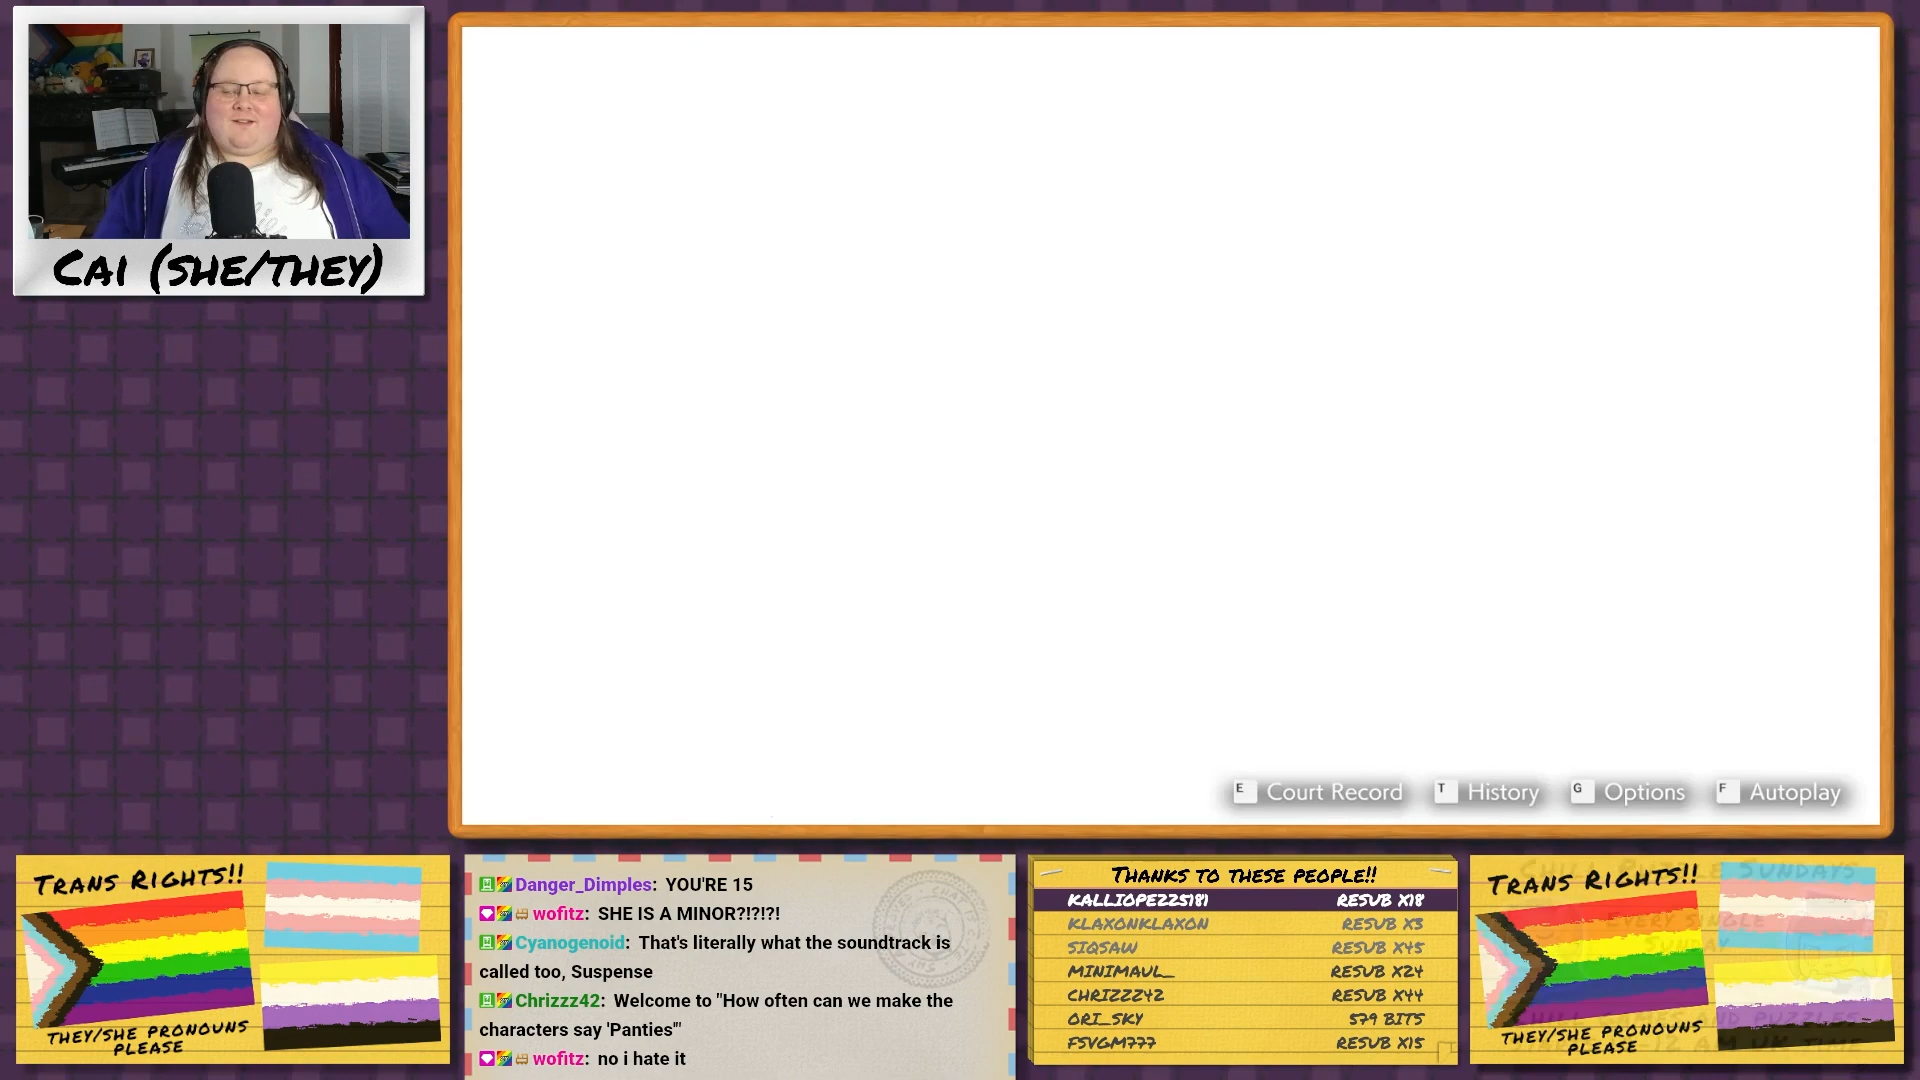 Cai (she/they)
E Court Record T History G Options F Autoplay
Trans Rights!!
They/she pronouns
please
Danger_Dimples: YOU'RE 15
wofitz: SHE IS A MINOR?!?!?!
Cyanogenoid: That's literally what the soundtrack is
called too, Suspense
Chrizzz42: Welcome to "How often can we make the
characters say 'Panties'"
wofitz: no i hate it
Thanks to these people!!
Kalliope225181 Resub x18
Klaxonklaxon Resub x3
Siqsaw Resub x45
Minimaul_ Resub x24
Chrizzz42 Resub x44
Ori_Sky 579 Bits
FSVGM777 Resub x15
Trans Rights!!
They/she pronouns
please
Every single
Sunday